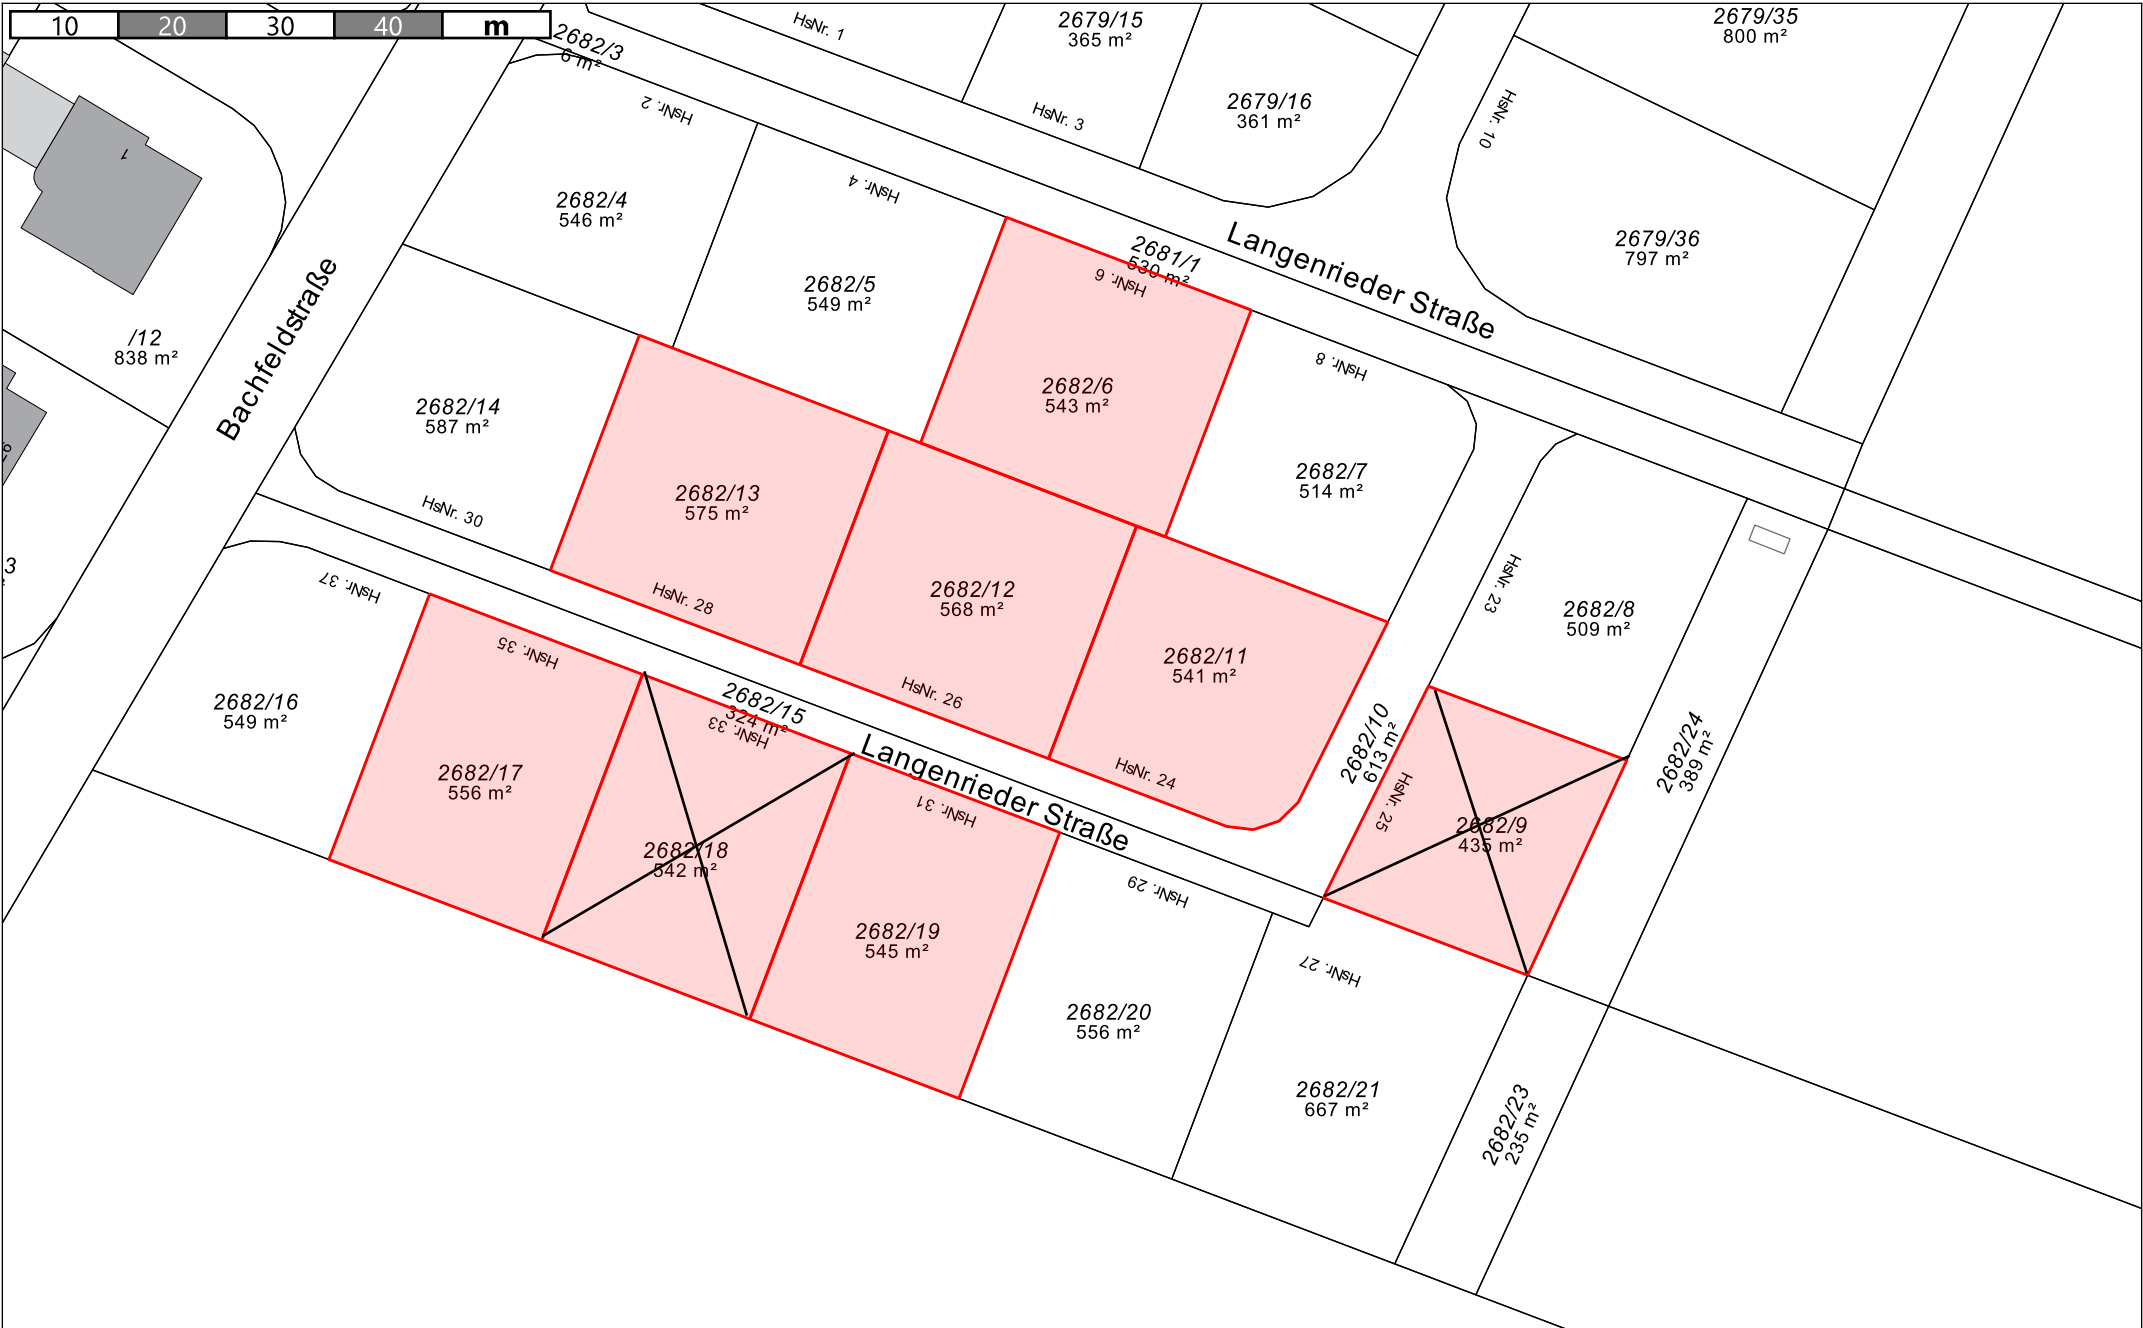 10 20 30 40 m
2682/3
6 m²
HsNr. 1
2679/15
365 m²
2679/35
800 m²
HsNr. 2
HsNr. 3
2679/16
361 m²
HsNr. 10
1
HsNr. 4
2682/4
546 m²
2681/1
530 m²
Langenrieder Straße
2679/36
797 m²
HsNr. 6
2682/5
549 m²
/12
838 m²
Bachfeldstraße
HsNr. 8
2682/6
543 m²
2682/14
587 m²
2682/7
514 m²
2682/13
575 m²
HsNr. 30
3
HsNr. 37
HsNr. 28
2682/12
568 m²
HsNr. 23
2682/8
509 m²
HsNr. 35
2682/11
541 m²
HsNr. 26
2682/16
549 m²
2682/15
324 m²
HsNr. 33
Langenrieder Straße
2682/10
613 m²
2682/24
389 m²
2682/17
556 m²
HsNr. 31
HsNr. 24
HsNr. 25
2682/9
435 m²
2682/18
542 m²
HsNr. 29
2682/19
545 m²
HsNr. 27
2682/20
556 m²
2682/21
667 m²
2682/23
235 m²